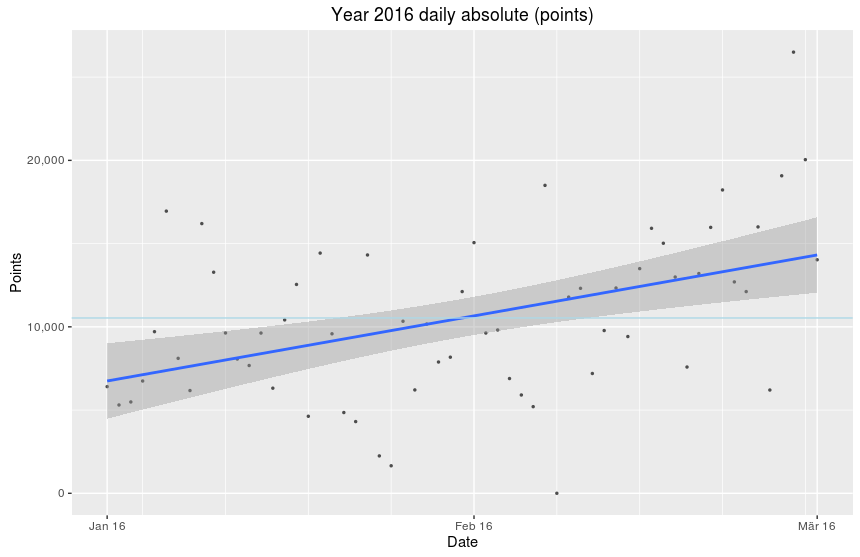 Year 2016 daily absolute (points)
Points
20,000
10,000
0
Jan 16
Feb 16
Mär 16
Date